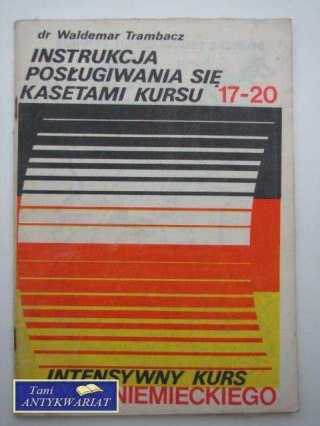 dr Waldemar Trambacz
INSTRUKCJA
POSŁUGIWANIA SIĘ
KASETAMI KURSU 17-20
INTENSYWNY KURS
NIEMIECKIEGO
Tani
ANTYKWARIAT